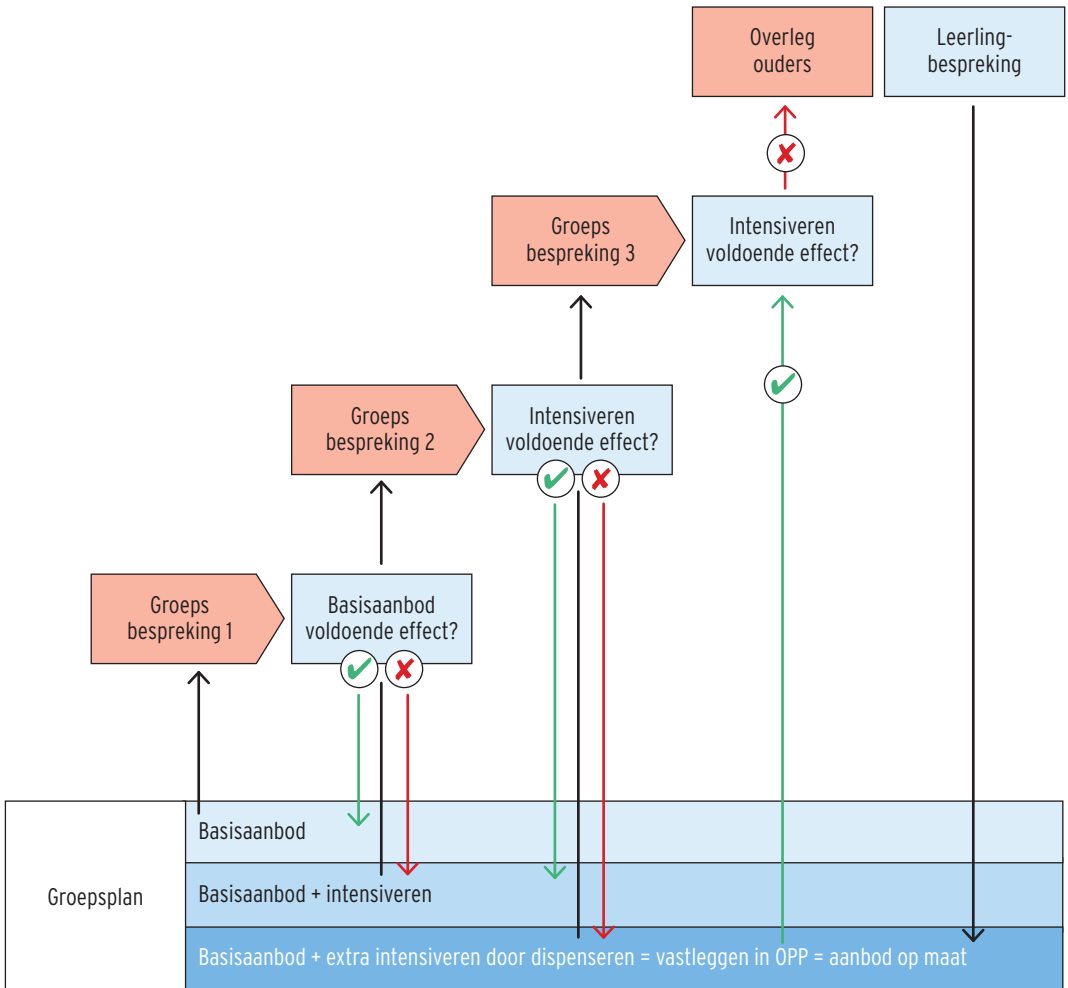 Overleg
ouders
Leerling-
bespreking
Groeps
bespreking 3
Intensiveren
voldoende effect?
Groeps
bespreking 2
Intensiveren
voldoende effect?
Groeps
bespreking 1
Basisaanbod
voldoende effect?
Groepsplan
Basisaanbod
Basisaanbod + intensiveren
Basisaanbod + extra intensiveren door dispenseren = vastleggen in OPP = aanbod op maat